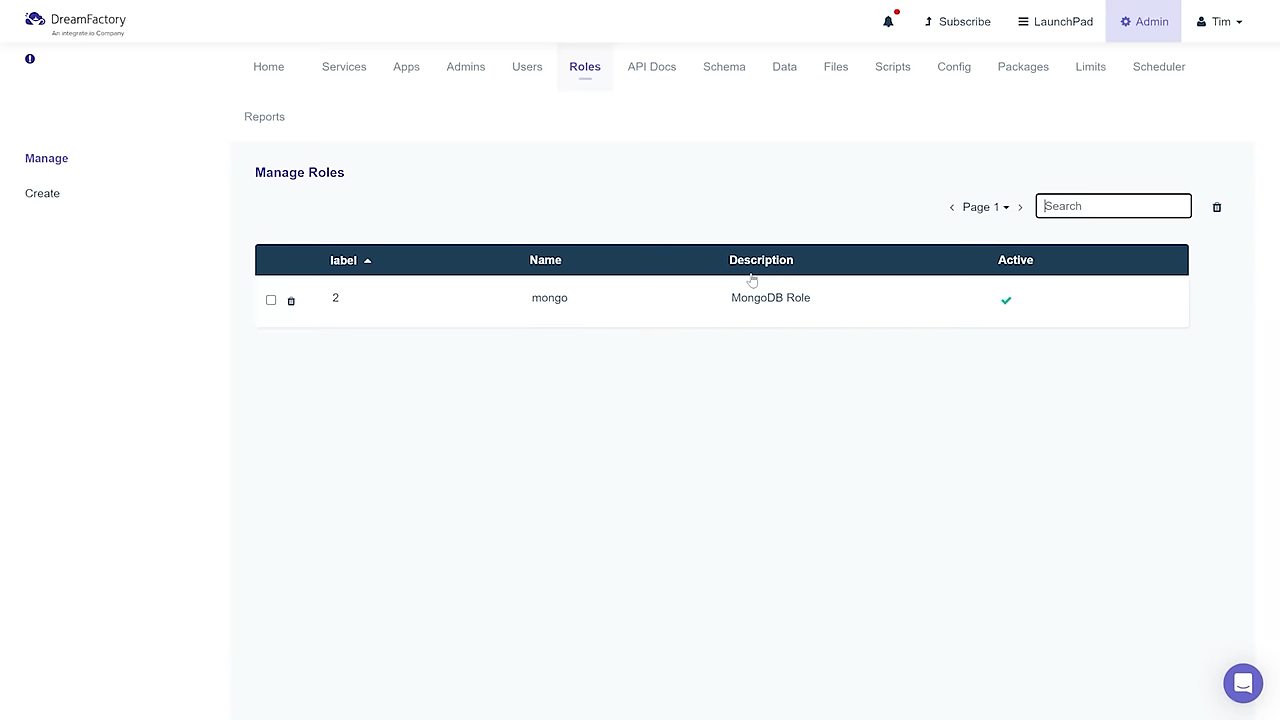 DreamFactory
An integrate.io Company
Subscribe
LaunchPad
Admin
Tim
Home Services Apps Admins Users Roles API Docs Schema Data Files Scripts Config Packages Limits Scheduler
Reports
Manage
Create
Manage Roles
Page 1
Search
label Name Description Active
2 mongo MongoDB Role